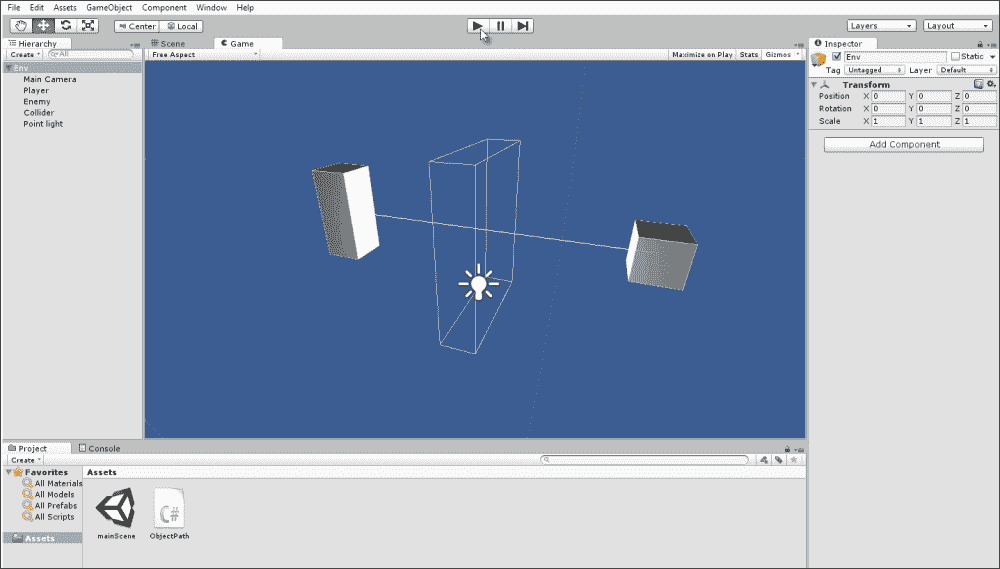 File Edit Assets GameObject Component Window Help
Center Local Layers Layout
Hierarchy Scene Game Inspector
Create All Free Aspect Maximize on Play Stats Gizmos Env Static
Env Tag Untagged Layer Default
Main Camera Transform
Player Position X 0 Y 0 Z 0
Enemy Rotation X 0 Y 0 Z 0
Collider Scale X 1 Y 1 Z 1
Point light
Add Component
Project Console
Create
Favorites Assets
All Materials
All Models
All Prefabs
All Scripts
C#
Assets mainScene ObjectPath